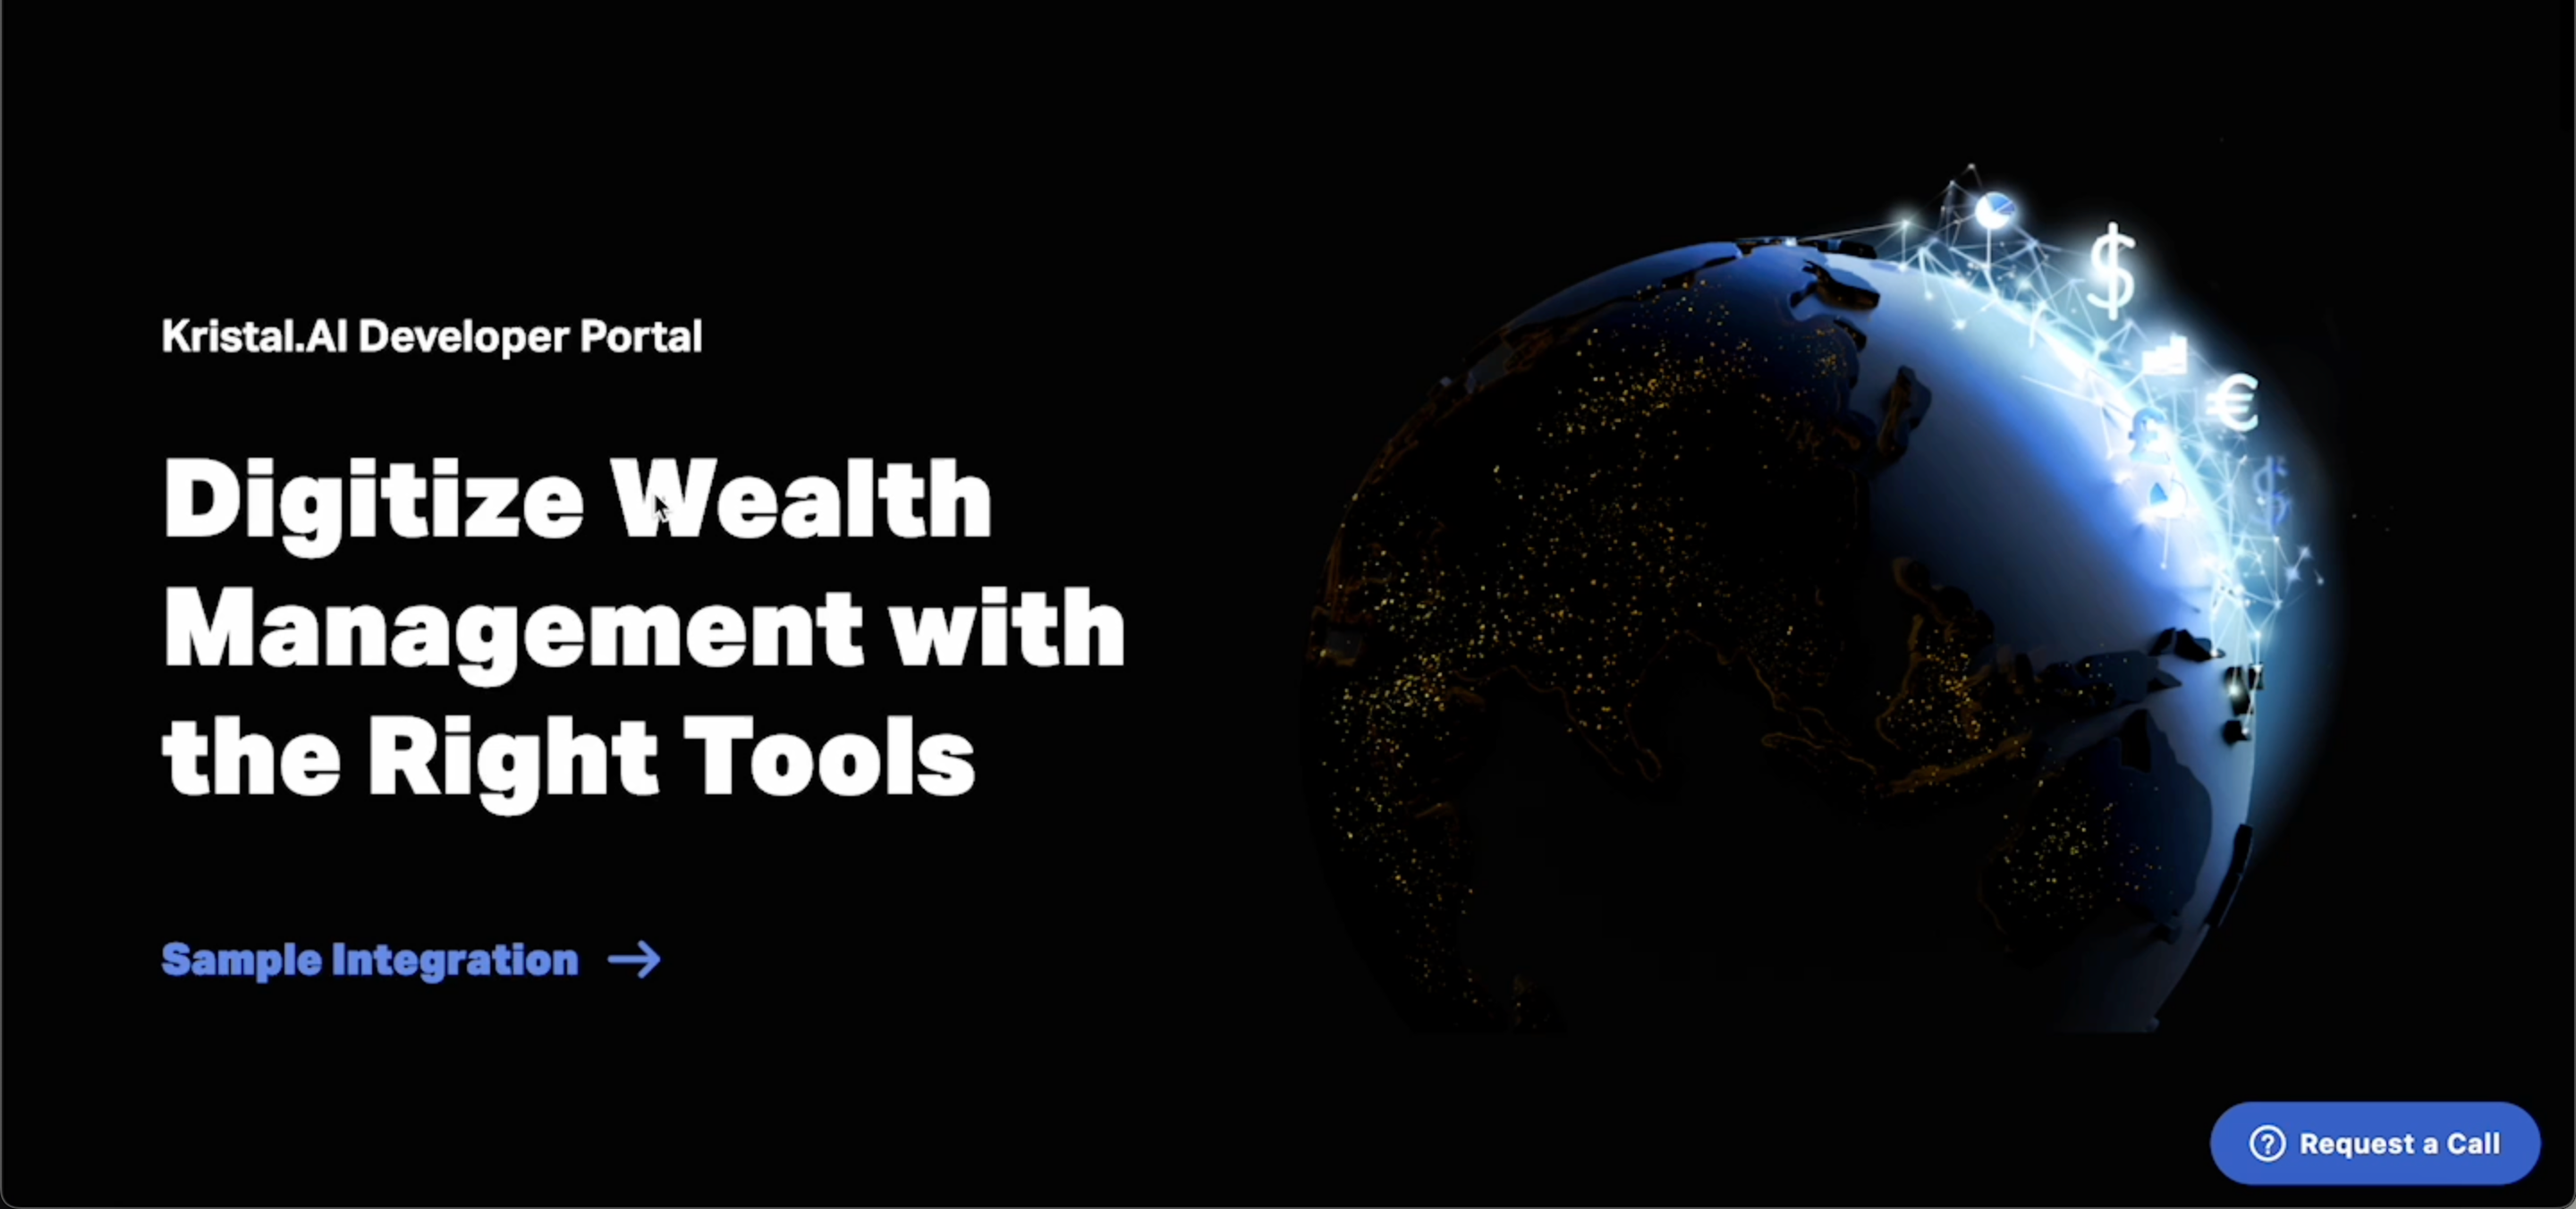 Kristal.AI Developer Portal
Digitize Wealth
Management with
the Right Tools
Sample Integration →
$
€
£
$
? Request a Call